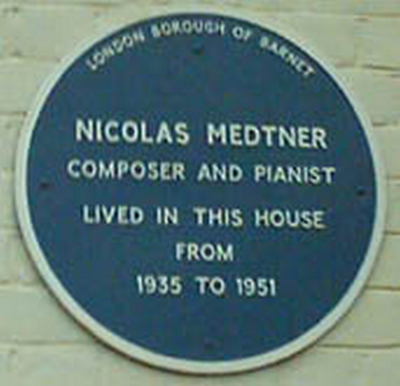 LONDON BOROUGH OF BARNET
NICOLAS MEDTNER
COMPOSER AND PIANIST
LIVED IN THIS HOUSE
FROM
1935 TO 1951